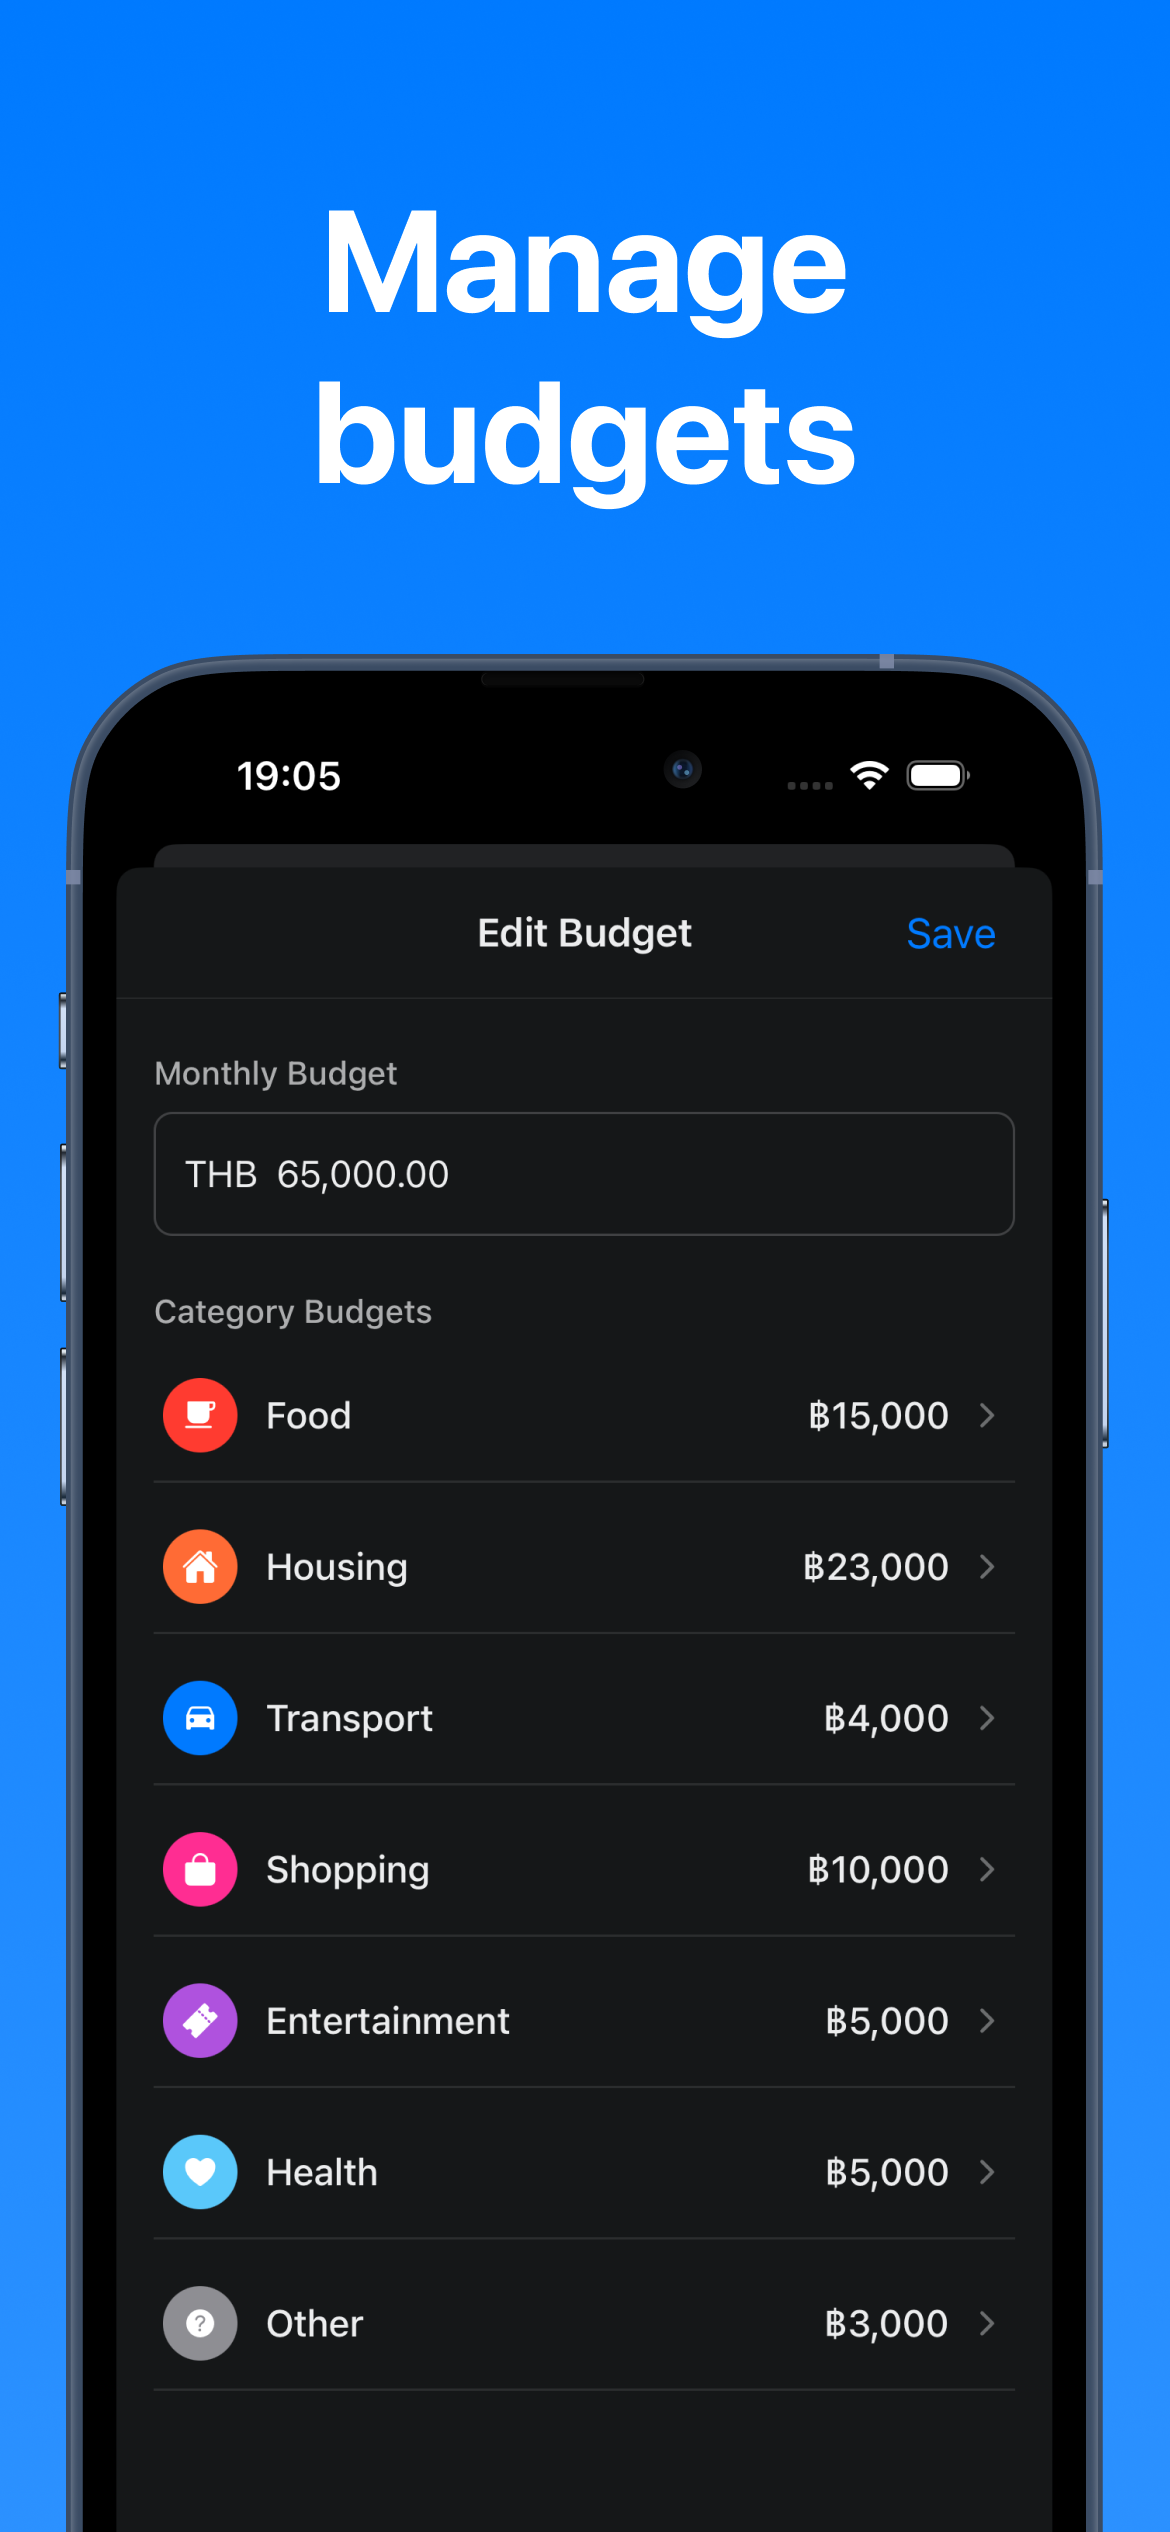 Manage
budgets
19:05
Edit Budget
Save
Monthly Budget
THB 65,000.00
Category Budgets
Food
฿15,000
Housing
฿23,000
Transport
฿4,000
Shopping
฿10,000
Entertainment
฿5,000
Health
฿5,000
?
Other
฿3,000